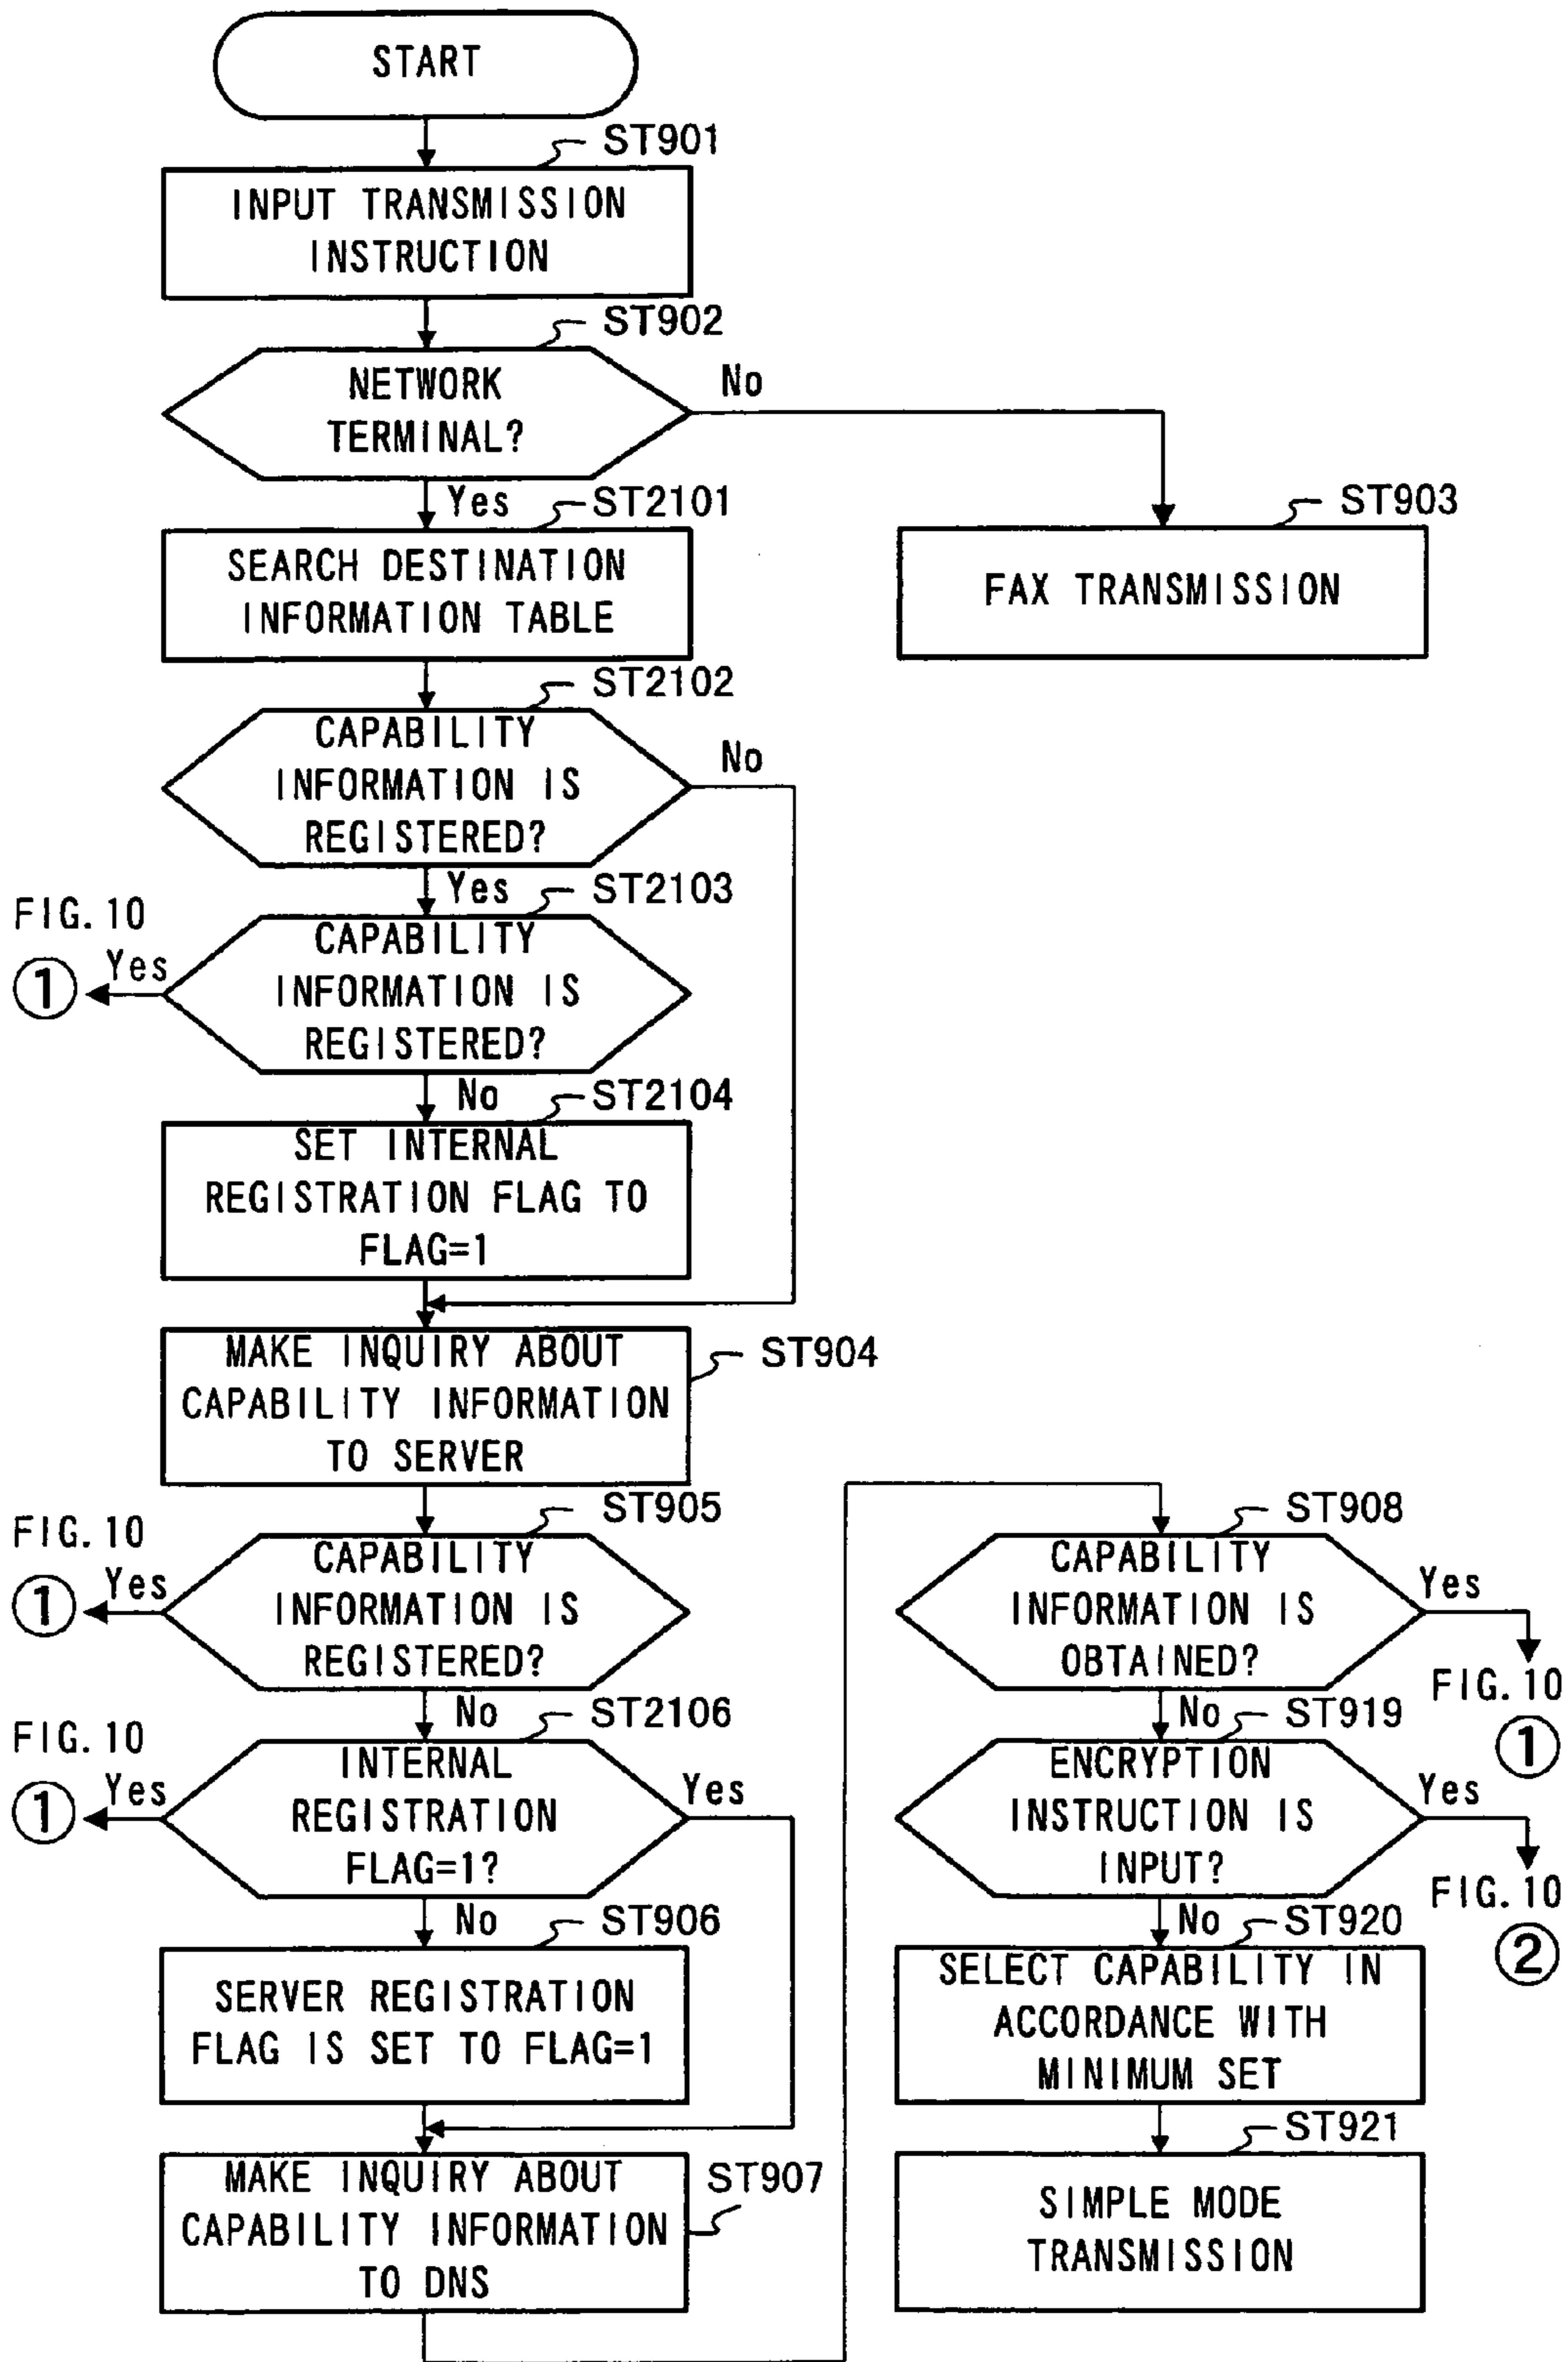 START
ST901
INPUT TRANSMISSION
INSTRUCTION
ST902
NETWORK
TERMINAL?
No
Yes
ST2101
SEARCH DESTINATION
INFORMATION TABLE
ST903
FAX TRANSMISSION
ST2102
CAPABILITY
INFORMATION IS
REGISTERED?
No
Yes
ST2103
FIG. 10
1
Yes
CAPABILITY
INFORMATION IS
REGISTERED?
No
ST2104
SET INTERNAL
REGISTRATION FLAG TO
FLAG=1
MAKE INQUIRY ABOUT
CAPABILITY INFORMATION
TO SERVER
ST904
ST905
FIG. 10
1
Yes
CAPABILITY
INFORMATION IS
REGISTERED?
No
ST2106
FIG. 10
1
Yes
INTERNAL
REGISTRATION
FLAG=1?
Yes
No
ST906
SERVER REGISTRATION
FLAG IS SET TO FLAG=1
MAKE INQUIRY ABOUT
CAPABILITY INFORMATION
TO DNS
ST907
ST908
CAPABILITY
INFORMATION IS
OBTAINED?
Yes
FIG. 10
1
No
ST919
ENCRYPTION
INSTRUCTION IS
INPUT?
Yes
FIG. 10
2
No
ST920
SELECT CAPABILITY IN
ACCORDANCE WITH
MINIMUM SET
ST921
SIMPLE MODE
TRANSMISSION